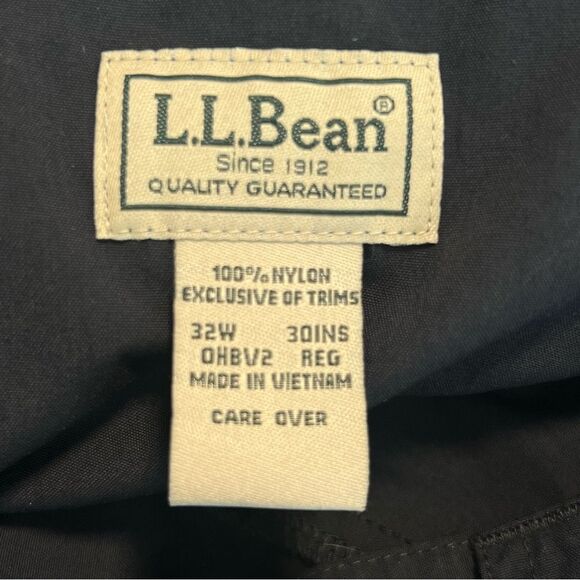 L.L.Bean®
Since 1912
QUALITY GUARANTEED
100% NYLON
EXCLUSIVE OF TRIMS
32W 30INS
OHBV2 REG
MADE IN VIETNAM
CARE OVER